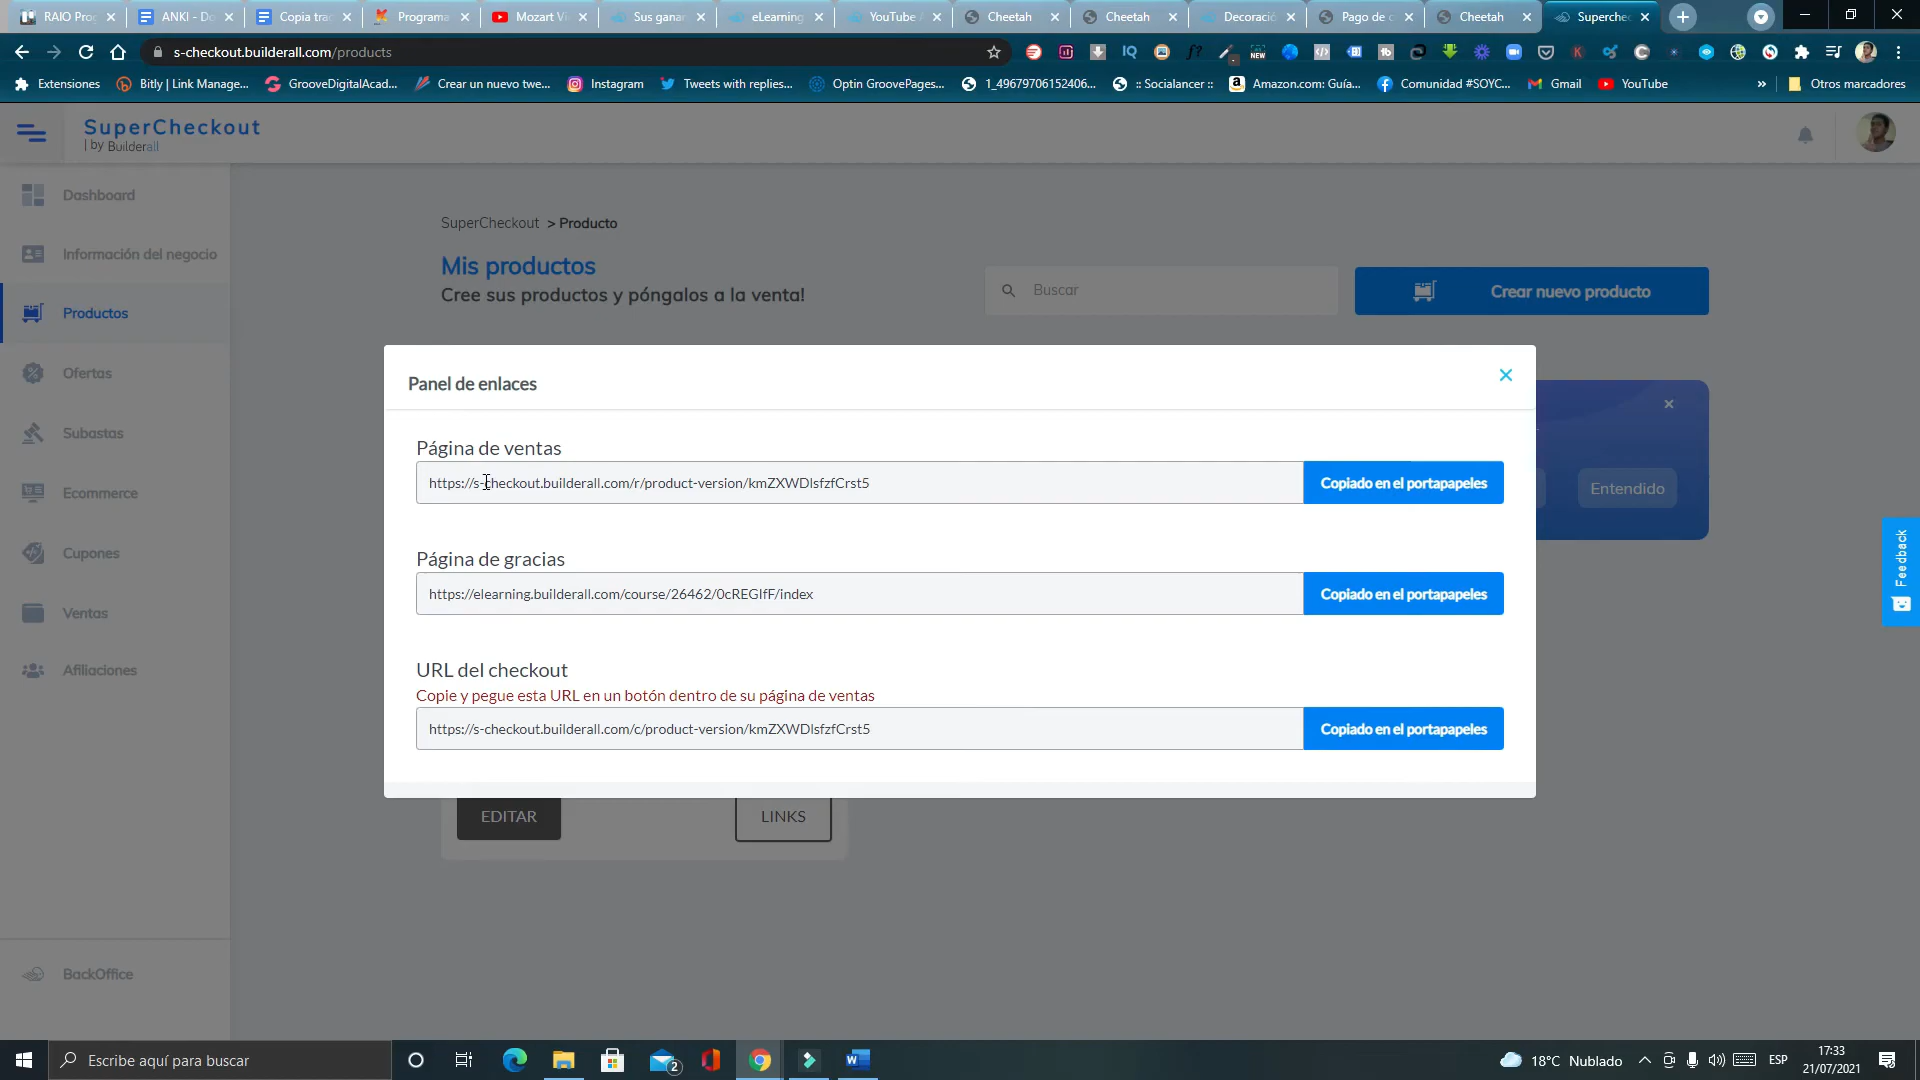 RAIO Prog
ANKI - Do
Copia tra
Programa
Mozart Vi
Sus gana
eLearning
YouTube
Cheetah
Cheetah
Decoració
Pago de c
Cheetah
Superche
s-checkout.builderall.com/products
Extensiones
Bitly | Link Manage...
GrooveDigitalAcad...
Crear un nuevo twe...
Instagram
Tweets with replies...
Optin GroovePages...
1_49679706152406...
:: Socialancer ::
Amazon.com: Guía...
Comunidad #SOYC...
Gmail
YouTube
»
Otros marcadores
SuperCheckout
| by Builderall
Dashboard
Información del negocio
Productos
Ofertas
Subastas
Ecommerce
Cupones
Ventas
Afiliaciones
BackOffice
SuperCheckout > Producto
Mis productos
Cree sus productos y póngalos a la venta!
Buscar
Crear nuevo producto
Entendido
Panel de enlaces
Página de ventas
https://s-checkout.builderall.com/r/product-version/kmZXWDlsfzfCrst5
Copiado en el portapapeles
Página de gracias
https://elearning.builderall.com/course/26462/0cREGlfF/index
Copiado en el portapapeles
URL del checkout
Copie y pegue esta URL en un botón dentro de su página de ventas
https://s-checkout.builderall.com/c/product-version/kmZXWDlsfzfCrst5
Copiado en el portapapeles
EDITAR
LINKS
Feedback
Escribe aquí para buscar
2
18°C Nublado
ESP
17:33
21/07/2021